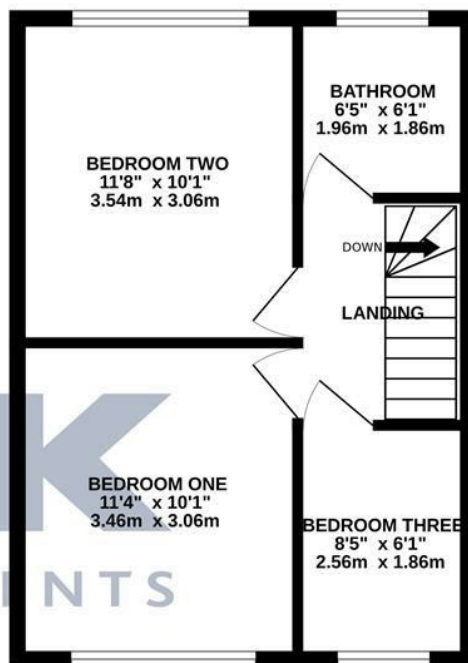 BATHROOM
6'5" x 6'1"
1.96m x 1.86m
BEDROOM TWO
11'8" x 10'1"
3.54m x 3.06m
DOWN
LANDING
K
BEDROOM ONE
11'4" x 10'1"
3.46m x 3.06m
BEDROOM THREE
8'5" x 6'1"
2.56m x 1.86m
NTS